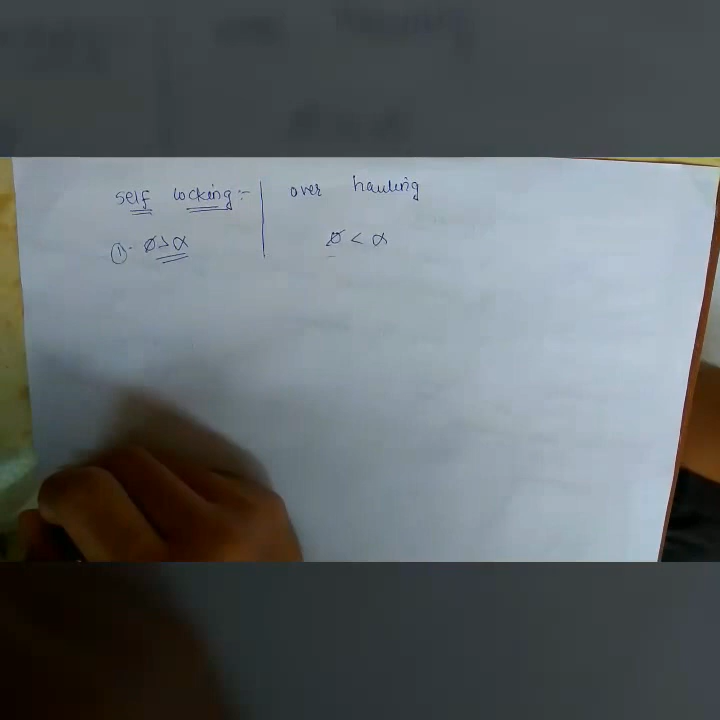 self locking :- | over hauling
① . ø > α | ø < α